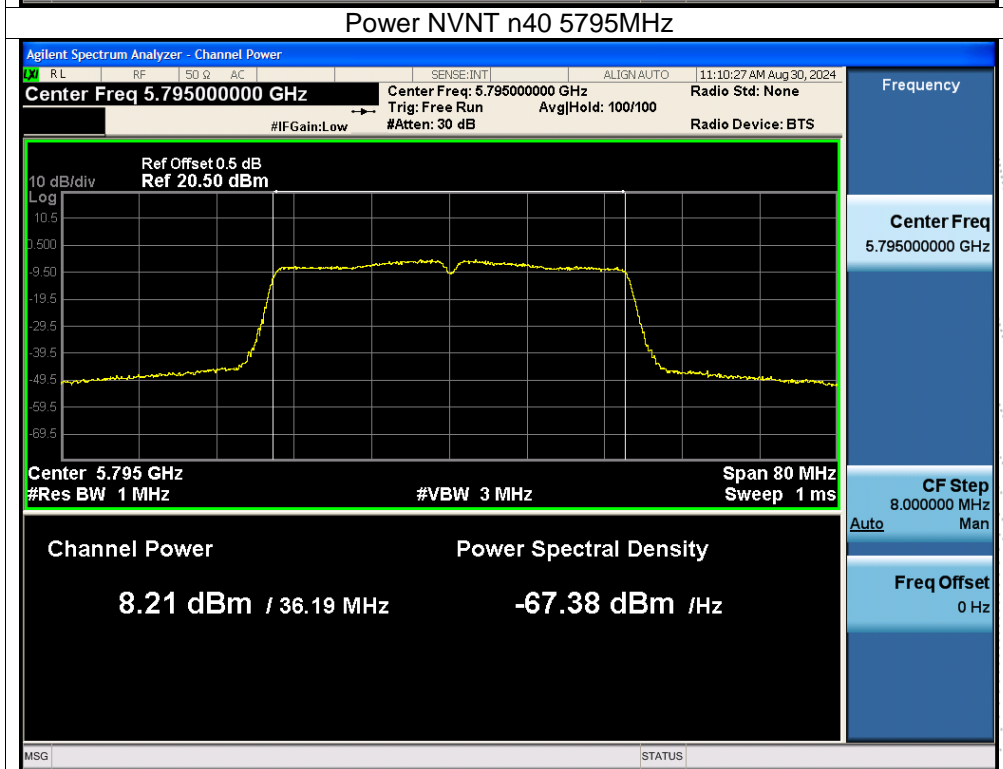 Power NVNT n40 5795MHz
Agilent Spectrum Analyzer - Channel Power
LXI RL RF 50 Ω AC SENSE:INT ALIGN AUTO 11:10:27 AM Aug 30, 2024
Center Freq 5.795000000 GHz Center Freq: 5.795000000 GHz Radio Std: None
Trig: Free Run Avg|Hold: 100/100
#IFGain:Low #Atten: 30 dB Radio Device: BTS
Frequency
Ref Offset 0.5 dB
10 dB/div Ref 20.50 dBm
Log
10.5
0.500
-9.50
-19.5
-29.5
-39.5
-49.5
-59.5
-69.5
Center 5.795 GHz Span 80 MHz
#Res BW 1 MHz #VBW 3 MHz Sweep 1 ms
Center Freq
5.795000000 GHz
CF Step
8.000000 MHz
Auto Man
Freq Offset
0 Hz
Channel Power Power Spectral Density
8.21 dBm / 36.19 MHz -67.38 dBm /Hz
MSG STATUS